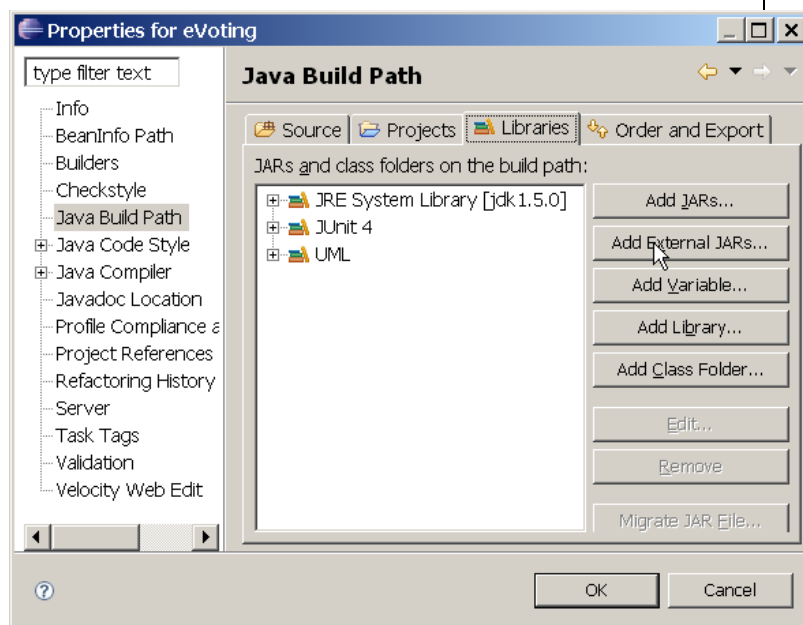 Properties for eVoting
type filter text
Info
BeanInfo Path
Builders
Checkstyle
Java Build Path
Java Code Style
Java Compiler
Javadoc Location
Profile Compliance a
Project References
Refactoring History
Server
Task Tags
Validation
Velocity Web Edit
Java Build Path
Source Projects Libraries Order and Export
JARs and class folders on the build path:
JRE System Library [jdk1.5.0]
JUnit 4
UML
Add JARs...
Add External JARs...
Add Variable...
Add Library...
Add Class Folder...
Edit...
Remove
Migrate JAR File...
?
OK Cancel